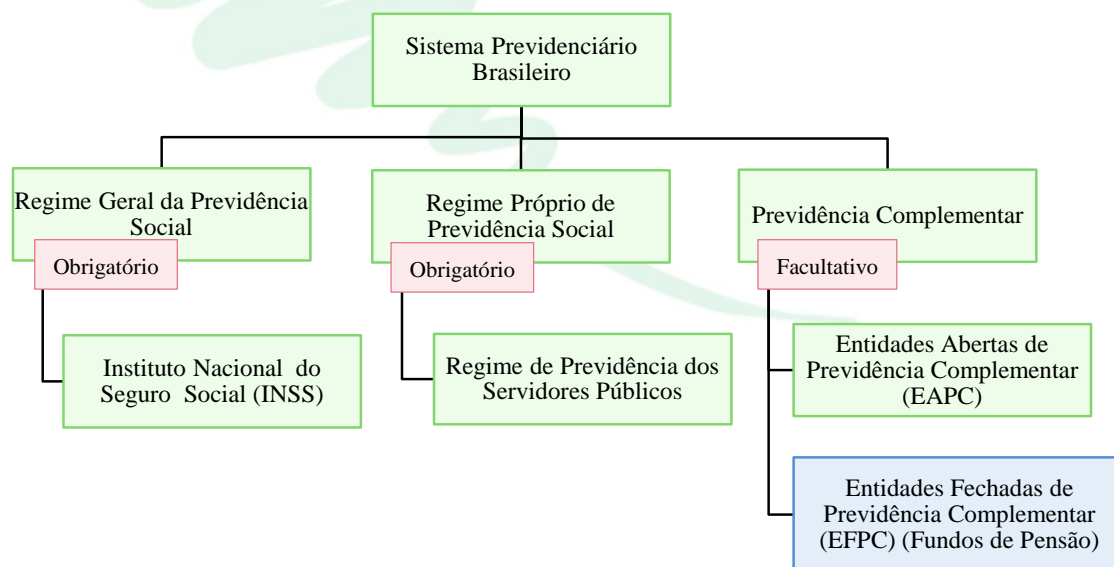 Sistema Previdenciário
Brasileiro
Regime Geral da Previdência
Social
Obrigatório
Instituto Nacional do
Seguro Social (INSS)
Regime Próprio de
Previdência Social
Obrigatório
Regime de Previdência dos
Servidores Públicos
Previdência Complementar
Facultativo
Entidades Abertas de
Previdência Complementar
(EAPC)
Entidades Fechadas de
Previdência Complementar
(EFPC) (Fundos de Pensão)